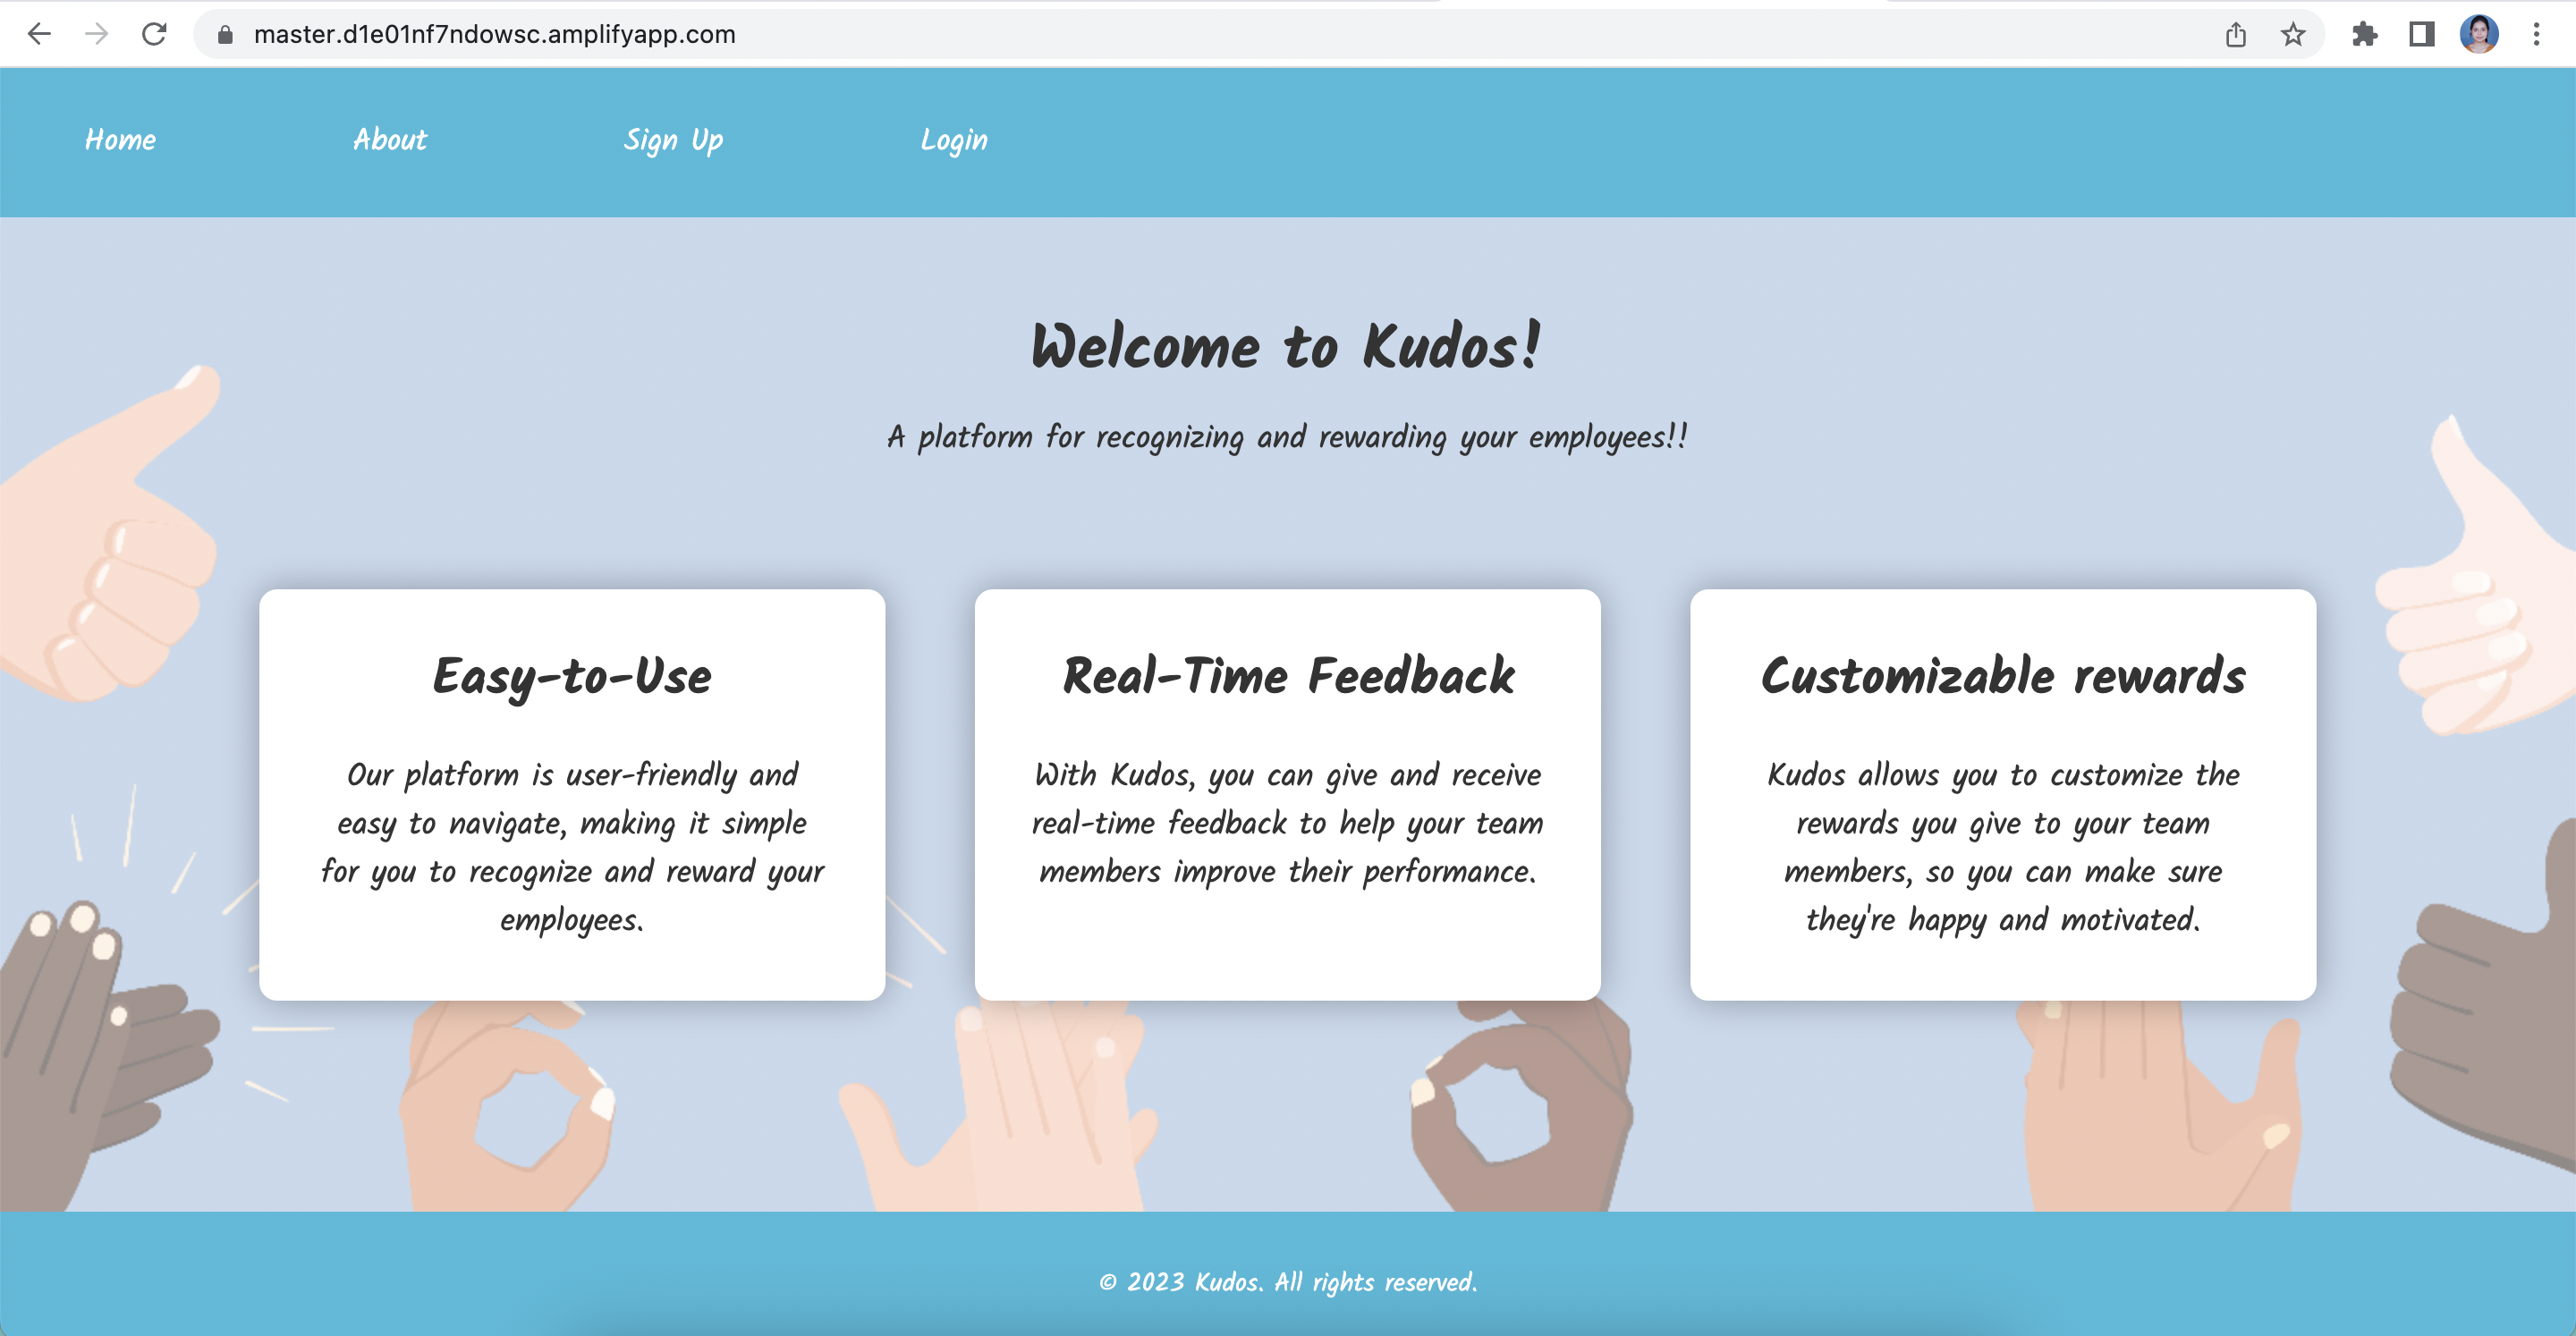 master.d1e01nf7ndowsc.amplifyapp.com
Home About Sign Up Login
Welcome to Kudos!
A platform for recognizing and rewarding your employees!!
Easy-to-Use
Our platform is user-friendly and
easy to navigate, making it simple
for you to recognize and reward your
employees.
Real-Time Feedback
With Kudos, you can give and receive
real-time feedback to help your team
members improve their performance.
Customizable rewards
Kudos allows you to customize the
rewards you give to your team
members, so you can make sure
they're happy and motivated.
© 2023 Kudos. All rights reserved.